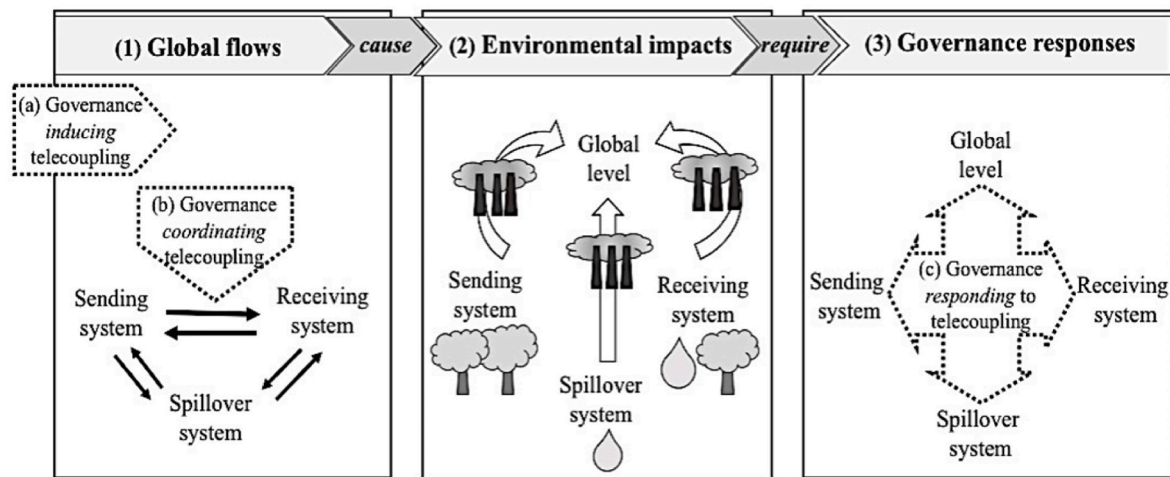 (1) Global flows
cause
(2) Environmental impacts
require
(3) Governance responses
(a) Governance
inducing
telecoupling
(b) Governance
coordinating
telecoupling
Sending
system
Receiving
system
Spillover
system
Global
level
Sending
system
Receiving
system
Spillover
system
Global
level
Sending
system
(c) Governance
responding to
telecoupling
Receiving
system
Spillover
system